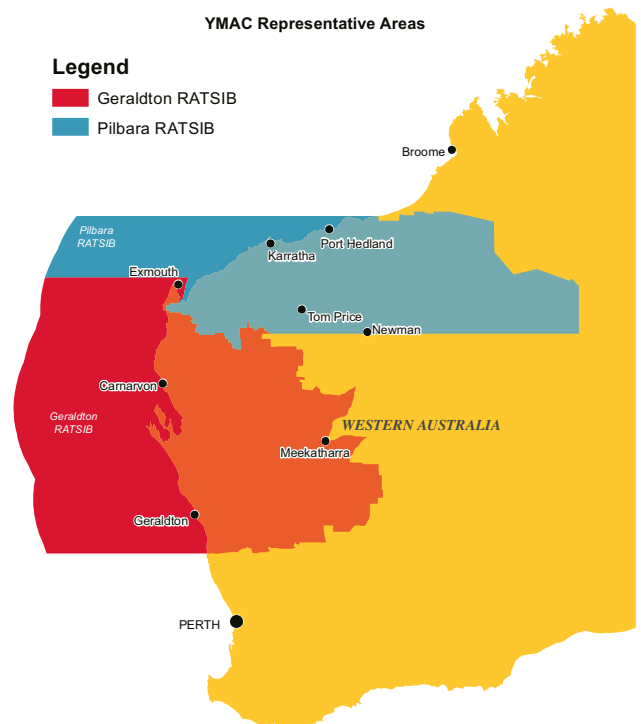 YMAC Representative Areas
Legend
Geraldton RATSIB
Pilbara RATSIB
Broome
Pilbara
RATSIB
Port Hedland
Karratha
Exmouth
Tom Price
Newman
Carnarvon
Geraldton
RATSIB
WESTERN AUSTRALIA
Meekatharra
Geraldton
PERTH